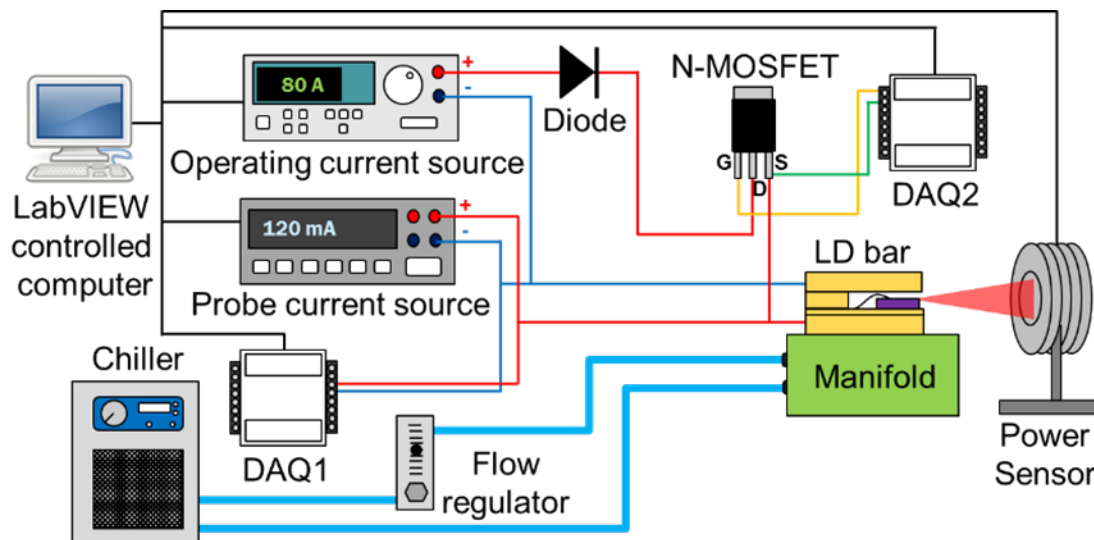 80 A
+
-
Operating current source
Diode
N-MOSFET
G
S
D
DAQ2
LabVIEW
controlled
computer
120 mA
+
-
Probe current source
LD bar
Chiller
DAQ1
Flow
regulator
Manifold
Power
Sensor